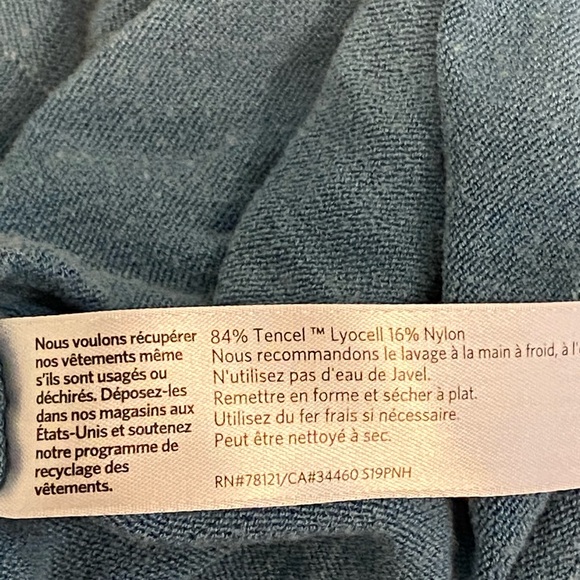 Nous voulons récupérer
nos vêtements même
s'ils sont usagés ou
déchirés. Déposez-les
dans nos magasins aux
États-Unis et soutenez
notre programme de
recyclage des
vêtements.
84% Tencel ™ Lyocell 16% Nylon
Nous recommandons le lavage à la main à froid, à
N'utilisez pas d'eau de Javel.
Remettre en forme et sécher à plat.
Utilisez du fer frais si nécessaire.
Peut être nettoyé à sec.
RN#78121/CA#34460 S19PNH